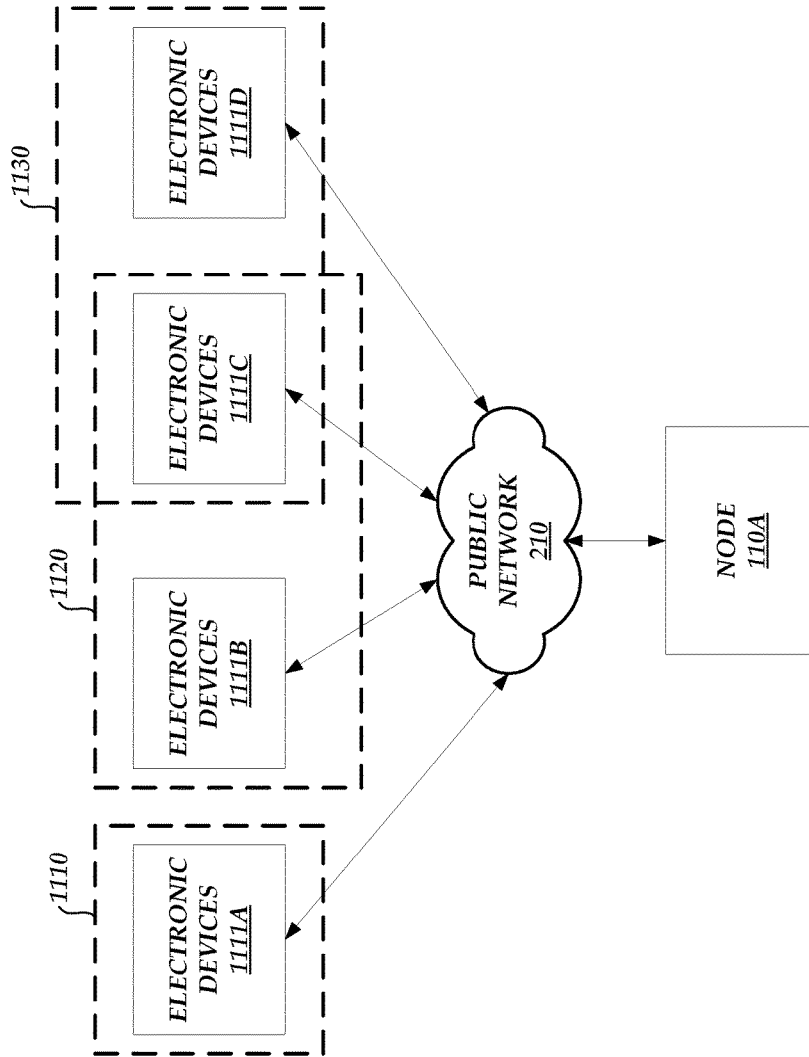 1110
1120
1130
ELECTRONIC
DEVICES
1111A
ELECTRONIC
DEVICES
1111B
ELECTRONIC
DEVICES
1111C
ELECTRONIC
DEVICES
1111D
PUBLIC
NETWORK
210
NODE
110A